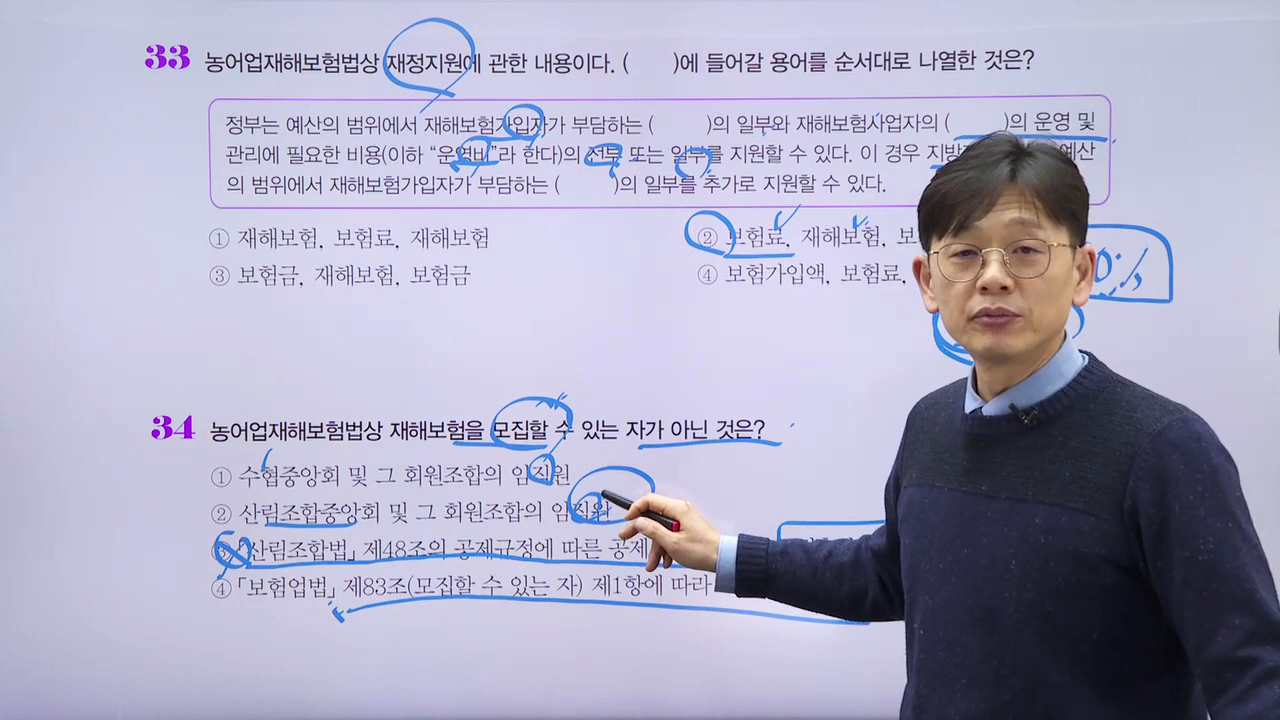 33 농어업재해보험법상 재정지원에 관한 내용이다. (      )에 들어갈 용어를 순서대로 나열한 것은?
정부는 예산의 범위에서 재해보험가입자가 부담하는 (      )의 일부와 재해보험사업자의 (      )의 운영 및
관리에 필요한 비용(이하 “운영비”라 한다)의 전부 또는 일부를 지원할 수 있다. 이 경우 지방 예산
의 범위에서 재해보험가입자가 부담하는 (      )의 일부를 추가로 지원할 수 있다.
① 재해보험, 보험료, 재해보험
② 보험료, 재해보험, 보
③ 보험금, 재해보험, 보험금
④ 보험가입액, 보험료,
34 농어업재해보험법상 재해보험을 모집할 수 있는 자가 아닌 것은?
① 수협중앙회 및 그 회원조합의 임직원
② 산림조합중앙회 및 그 회원조합의 임직원
③ 「산림조합법」 제48조의 공제규정에 따른 공제
④ 「보험업법」 제83조(모집할 수 있는 자) 제1항에 따라